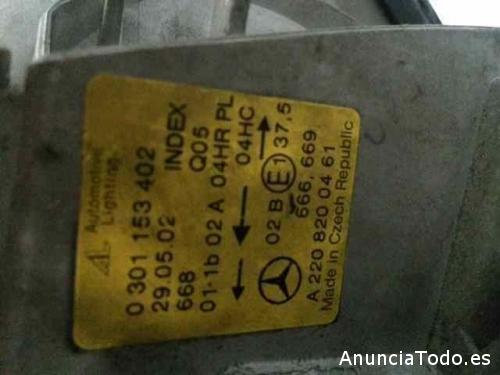 Automotive
Lighting
0 301 153 402
29.05.02 INDEX
668 Q05
01·1b 02 A 04HR PL
04HC
02 B E1 37,5
666, 669
A 220 820 04 61
Made in Czech Republic
AnunciaTodo.es